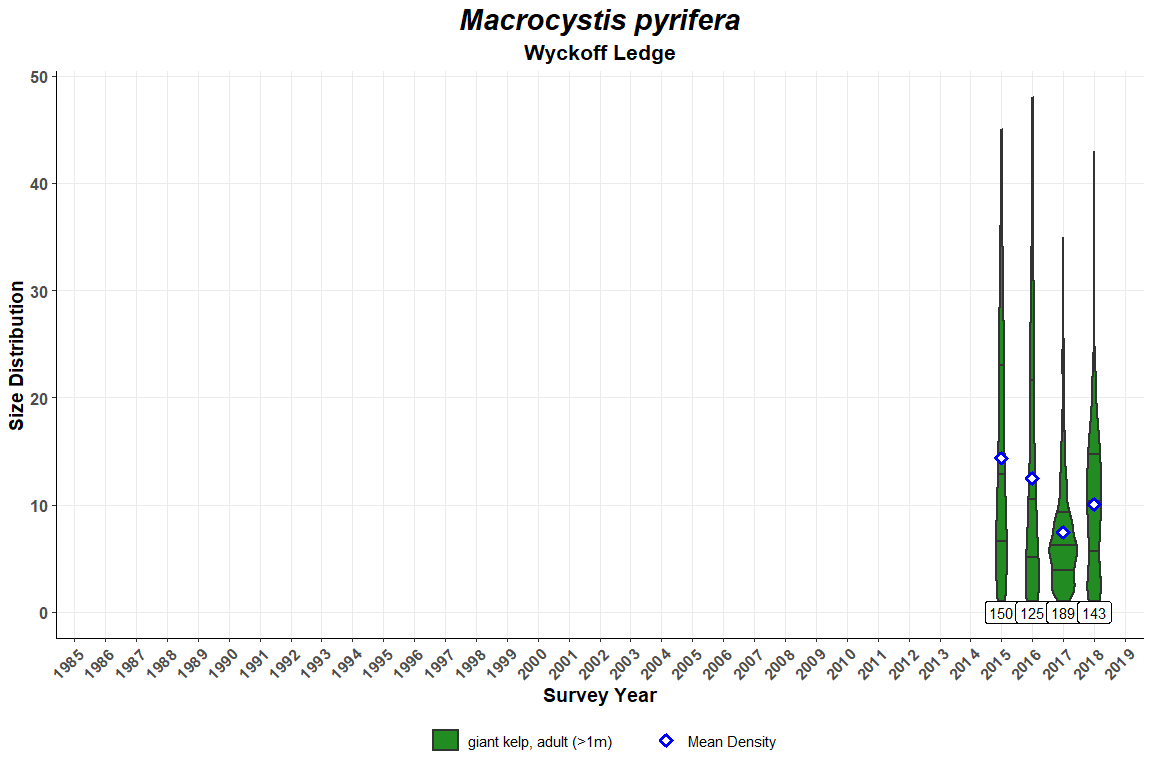 Macrocystis pyrifera
Wyckoff Ledge
Size Distribution
50
40
30
20
10
0
150 125 189 143
1985 1986 1987 1988 1989 1990 1991 1992 1993 1994 1995 1996 1997 1998 1999 2000 2001 2002 2003 2004 2005 2006 2007 2008 2009 2010 2011 2012 2013 2014 2015 2016 2017 2018 2019
Survey Year
giant kelp, adult (>1m) Mean Density